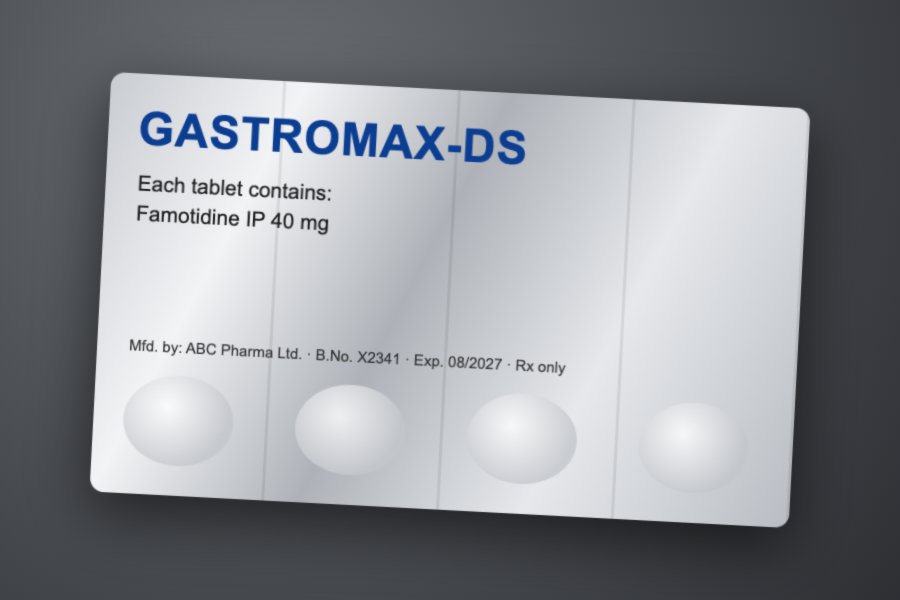 GASTROMAX-DS
Each tablet contains:
Famotidine IP 40 mg
Mfd. by: ABC Pharma Ltd. · B.No. X2341 · Exp. 08/2027 · Rx only